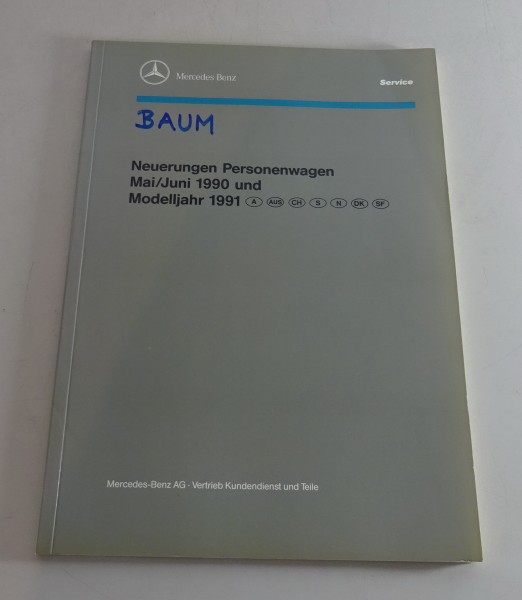 Mercedes-Benz
Service
BAUM
Neuerungen Personenwagen
Mai/Juni 1990 und
Modelljahr 1991 A AUS CH S N DK SF
Mercedes-Benz AG · Vertrieb Kundendienst und Teile